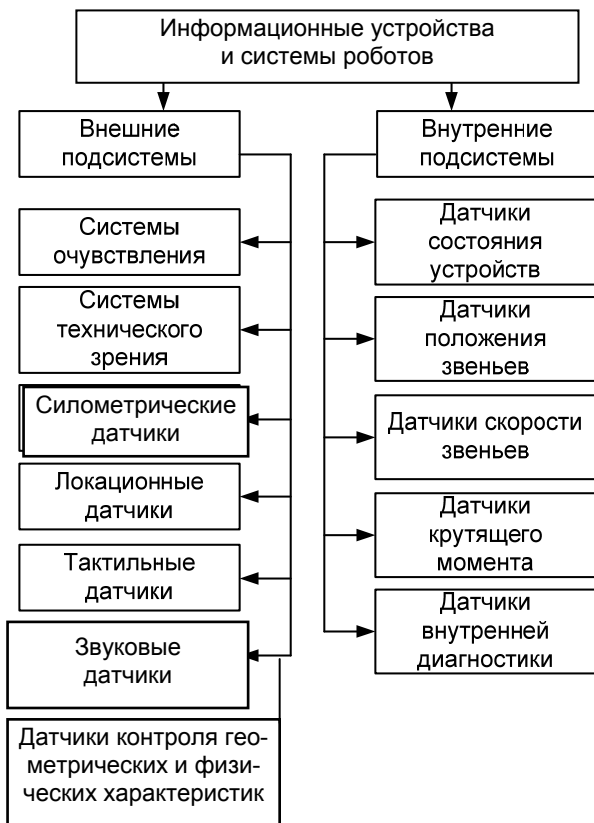 Информационные устройства
и системы роботов
Внешние
подсистемы
Системы
очувствления
Системы
технического
зрения
Силометрические
датчики
Локационные
датчики
Тактильные
датчики
Звуковые
датчики
Датчики контроля гео-
метрических и физи-
ческих характеристик
Внутренние
подсистемы
Датчики
состояния
устройств
Датчики
положения
звеньев
Датчики скорости
звеньев
Датчики
крутящего
момента
Датчики
внутренней
диагностики